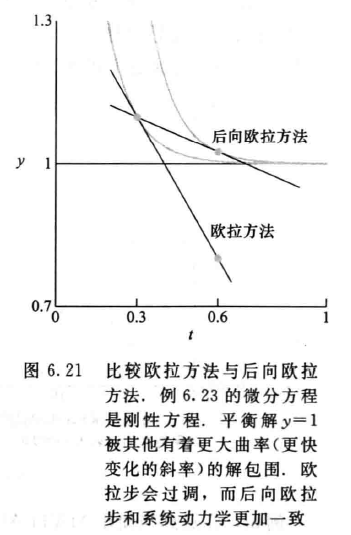 1.3
后向欧拉方法
y
1
欧拉方法
0.7
0
0.3
0.6
1
t
图 6.21 比较欧拉方法与后向欧拉
方法. 例 6.23 的微分方程
是刚性方程. 平衡解 y=1
被其他有着更大曲率(更快
变化的斜率)的解包围. 欧
拉步会过调，而后向欧拉
步和系统动力学更加一致